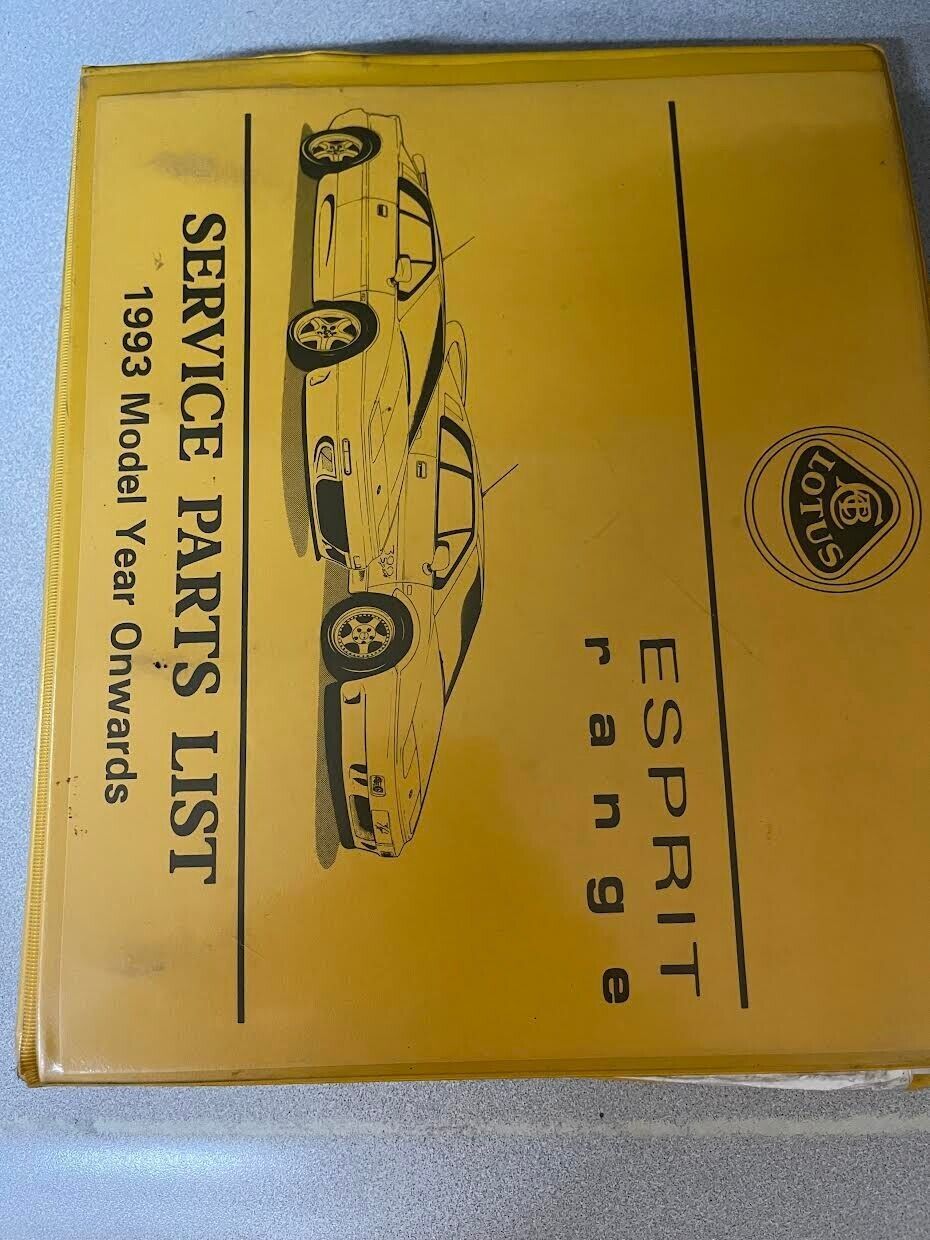 LOTUS
ESPRIT
range
SERVICE PARTS LIST
1993 Model Year Onwards